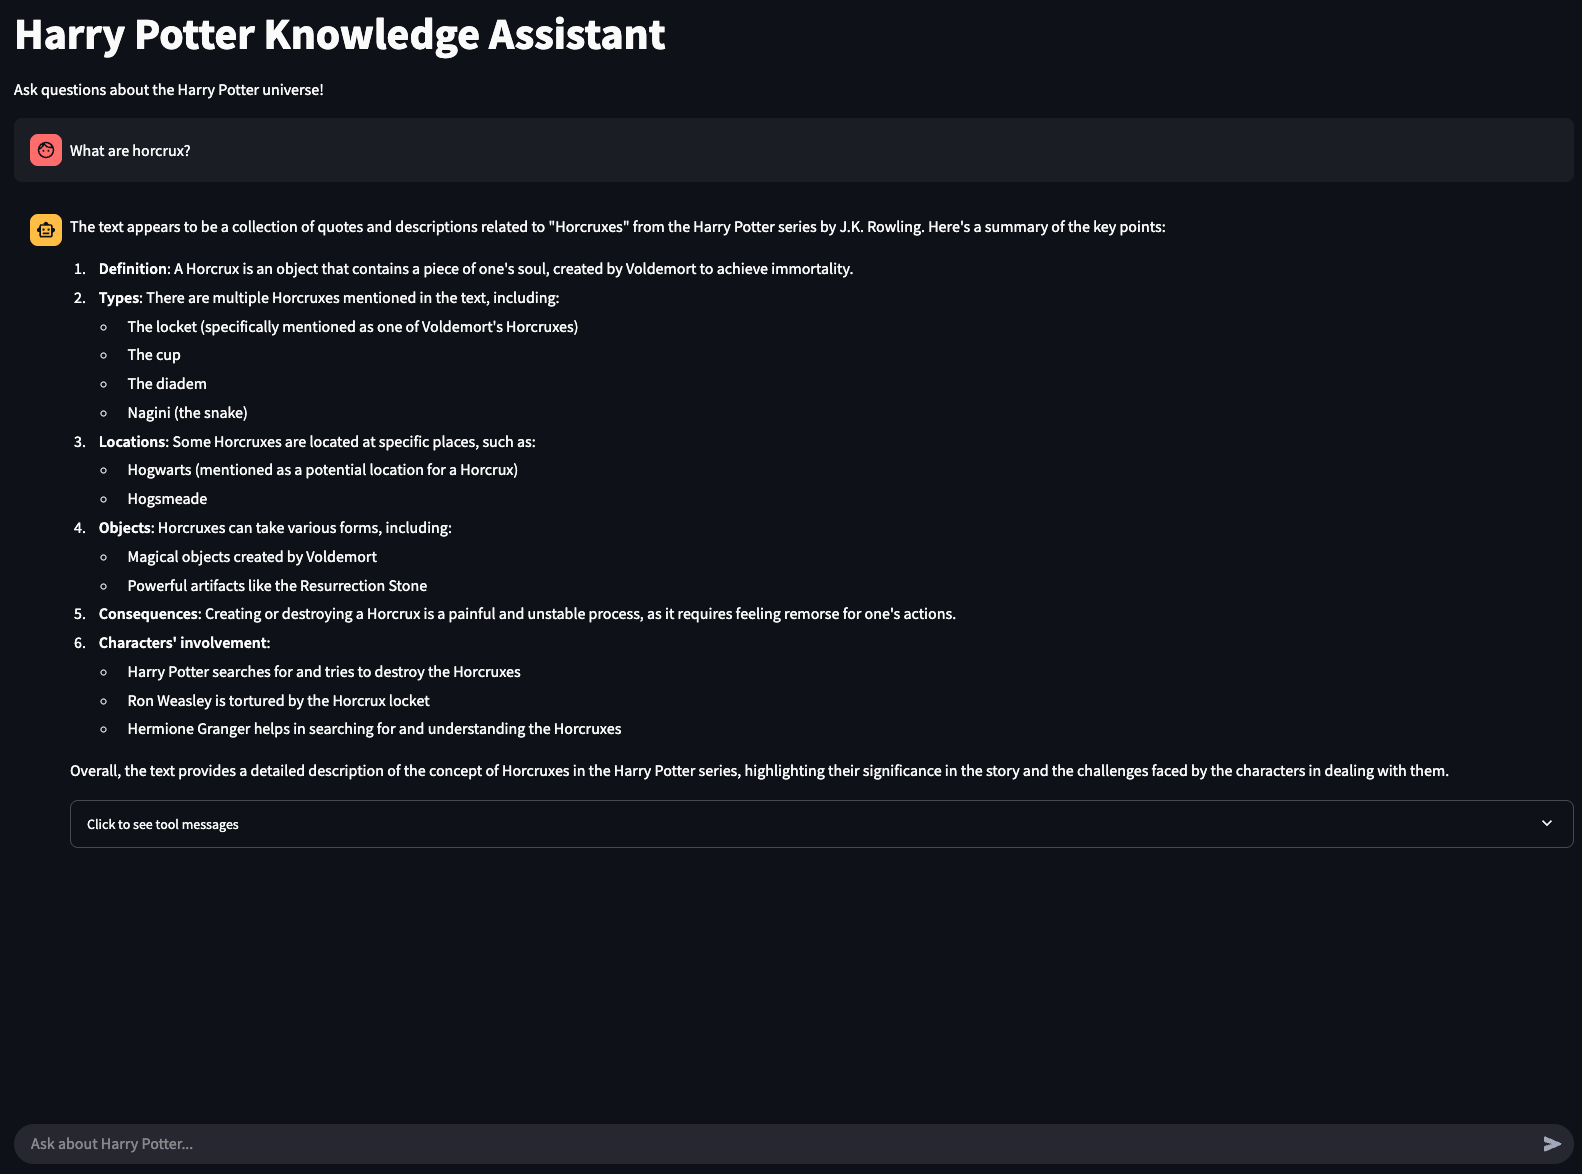 Harry Potter Knowledge Assistant
Ask questions about the Harry Potter universe!
What are horcrux?
The text appears to be a collection of quotes and descriptions related to "Horcruxes" from the Harry Potter series by J.K. Rowling. Here's a summary of the key points:
1. Definition: A Horcrux is an object that contains a piece of one's soul, created by Voldemort to achieve immortality.
2. Types: There are multiple Horcruxes mentioned in the text, including:
The locket (specifically mentioned as one of Voldemort's Horcruxes)
The cup
The diadem
Nagini (the snake)
3. Locations: Some Horcruxes are located at specific places, such as:
Hogwarts (mentioned as a potential location for a Horcrux)
Hogsmeade
4. Objects: Horcruxes can take various forms, including:
Magical objects created by Voldemort
Powerful artifacts like the Resurrection Stone
5. Consequences: Creating or destroying a Horcrux is a painful and unstable process, as it requires feeling remorse for one's actions.
6. Characters' involvement:
Harry Potter searches for and tries to destroy the Horcruxes
Ron Weasley is tortured by the Horcrux locket
Hermione Granger helps in searching for and understanding the Horcruxes
Overall, the text provides a detailed description of the concept of Horcruxes in the Harry Potter series, highlighting their significance in the story and the challenges faced by the characters in dealing with them.
Click to see tool messages
Ask about Harry Potter...